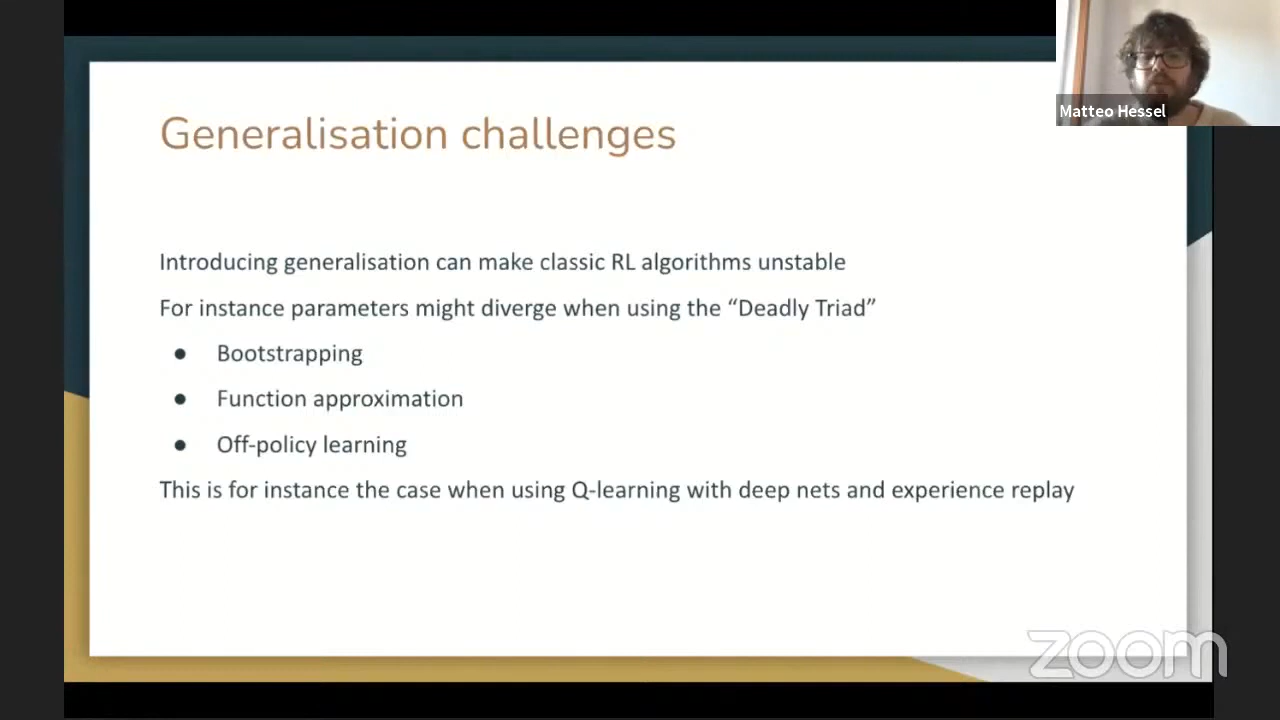 Matteo Hessel
Generalisation challenges
Introducing generalisation can make classic RL algorithms unstable
For instance parameters might diverge when using the “Deadly Triad”
● Bootstrapping
● Function approximation
● Off-policy learning
This is for instance the case when using Q-learning with deep nets and experience replay
zoom